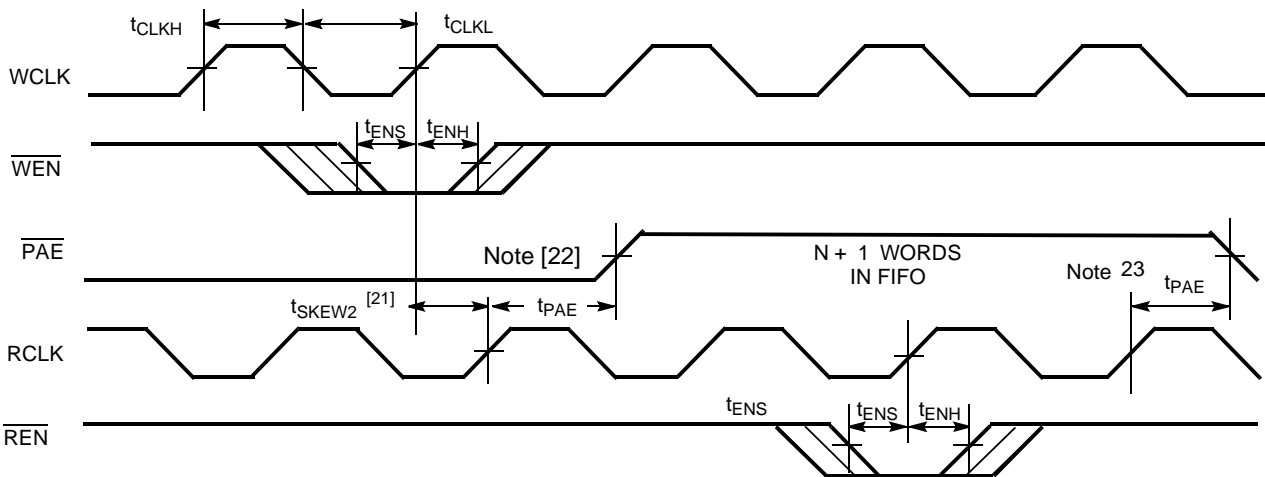 tCLKH
tCLKL
WCLK
tENS
tENH
WEN
PAE
Note [22]
N + 1 WORDS
IN FIFO
Note 23
tPAE
tSKEW2 [21]
tPAE
RCLK
tENS
tENS
tENH
REN